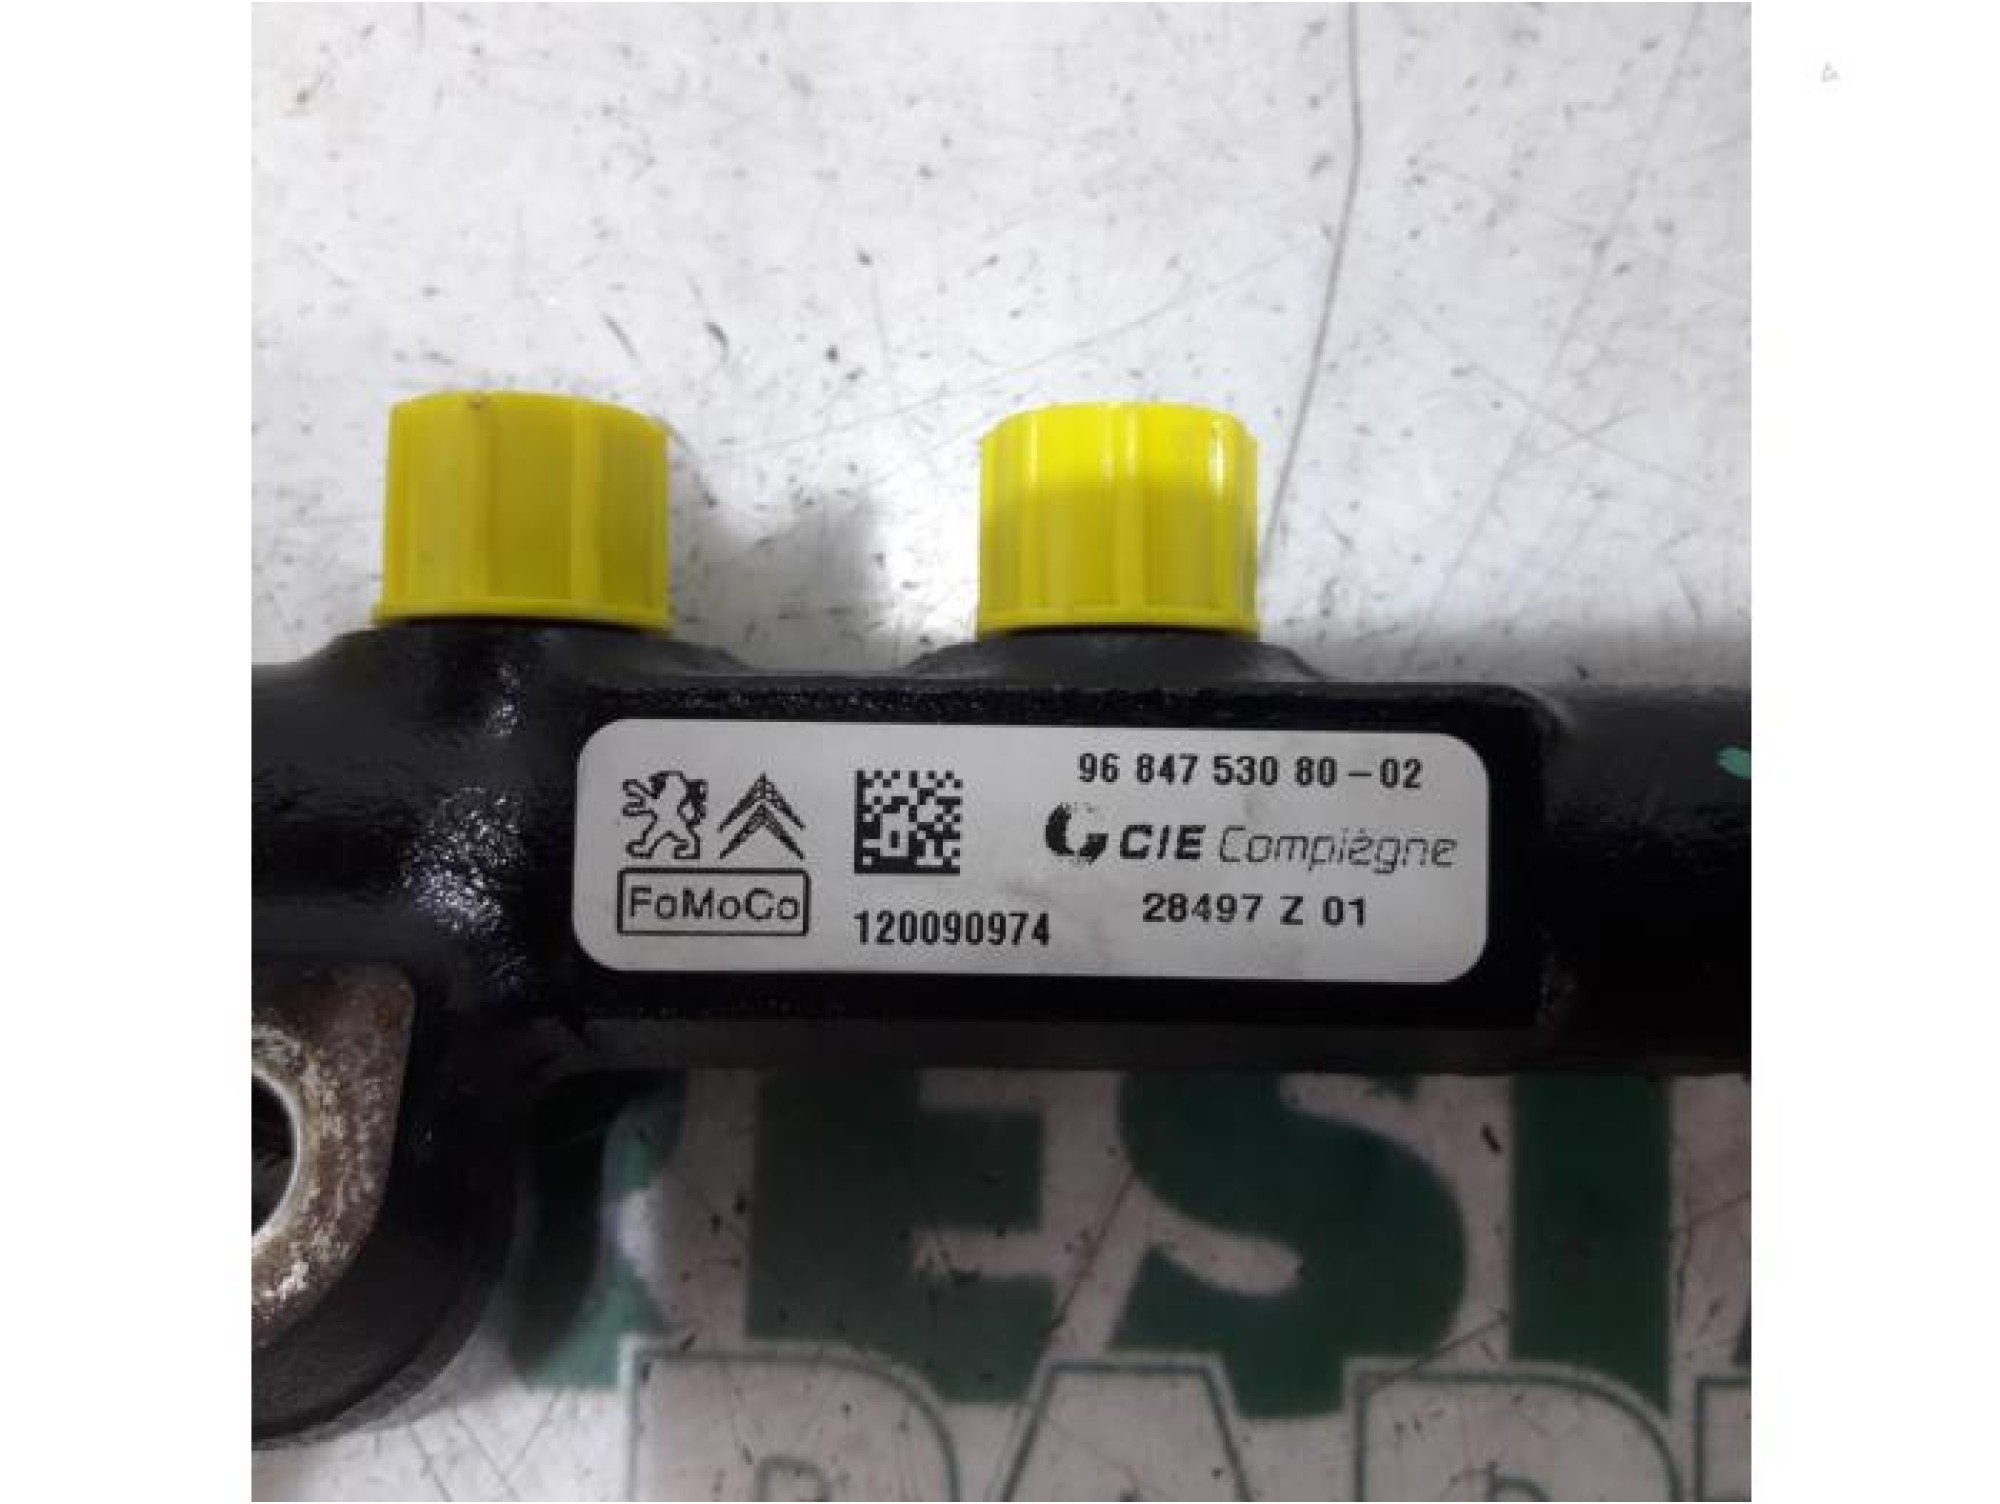 96 847 530 80-02
CIE Compiègne
FoMoCo
120090974
28497 Z 01